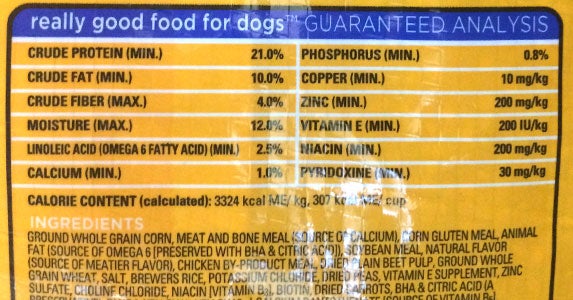 really good food for dogs™ GUARANTEED ANALYSIS
CRUDE PROTEIN (MIN.) 21.0% PHOSPHORUS (MIN.) 0.8%
CRUDE FAT (MIN.) 10.0% COPPER (MIN.) 10 mg/kg
CRUDE FIBER (MAX.) 4.0% ZINC (MIN.) 200 mg/kg
MOISTURE (MAX.) 12.0% VITAMIN E (MIN.) 200 IU/kg
LINOLEIC ACID (OMEGA 6 FATTY ACID) (MIN.) 2.5% NIACIN (MIN.) 200 mg/kg
CALCIUM (MIN.) 1.0% PYRIDOXINE (MIN.) 30 mg/kg
CALORIE CONTENT (calculated): 3324 kcal ME/ kg, 307 kcal ME/ cup
INGREDIENTS
GROUND WHOLE GRAIN CORN, MEAT AND BONE MEAL (SOURCE OF CALCIUM), CORN GLUTEN MEAL, ANIMAL
FAT (SOURCE OF OMEGA 6 [PRESERVED WITH BHA & CITRIC ACID]), SOYBEAN MEAL, NATURAL FLAVOR
(SOURCE OF MEATIER FLAVOR), CHICKEN BY-PRODUCT MEAL, DRIED PLAIN BEET PULP, GROUND WHOLE
GRAIN WHEAT, SALT, BREWERS RICE, POTASSIUM CHLORIDE, DRIED PEAS, VITAMIN E SUPPLEMENT, ZINC
SULFATE, CHOLINE CHLORIDE, NIACIN [VITAMIN B3], BIOTIN, DRIED CARROTS, BHA & CITRIC ACID (A